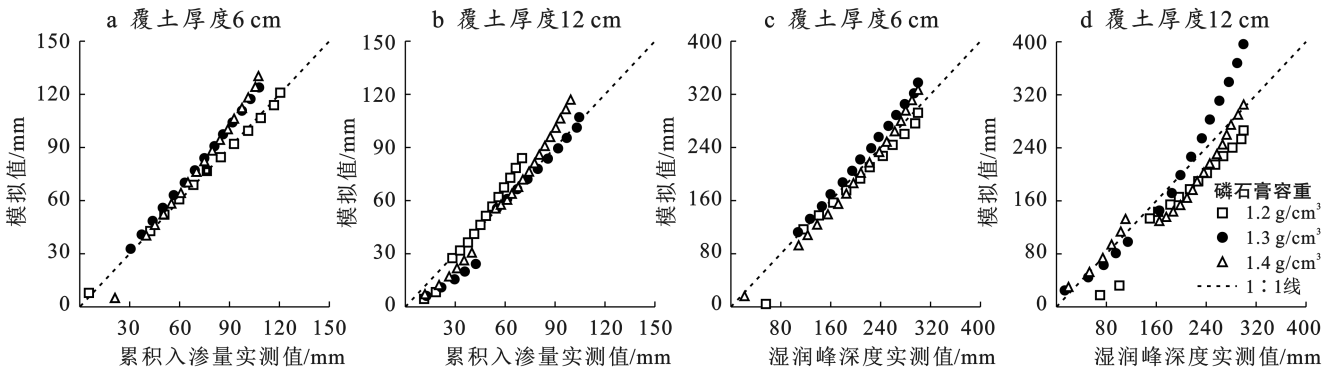 a 覆土厚度6 cm
150
120
90
60
30
0
30 60 90 120 150
模拟值/mm
累积入渗量实测值/mm
b 覆土厚度12 cm
150
120
90
60
30
0
30 60 90 120 150
模拟值/mm
累积入渗量实测值/mm
c 覆土厚度6 cm
400
320
240
160
80
0
80 160 240 320 400
模拟值/mm
湿润峰深度实测值/mm
d 覆土厚度12 cm
400
320
240
160
80
0
80 160 240 320 400
模拟值/mm
湿润峰深度实测值/mm
磷石膏容重
1.2 g/cm³
1.3 g/cm³
1.4 g/cm³
1∶1线